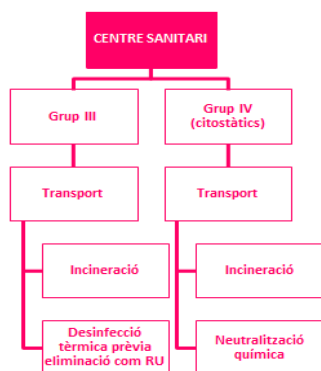 CENTRE SANITARI
Grup III
Grup IV
(citostàtics)
Transport
Transport
Incineració
Incineració
Desinfecció
tèrmica prèvia
eliminació com RU
Neutralització
química